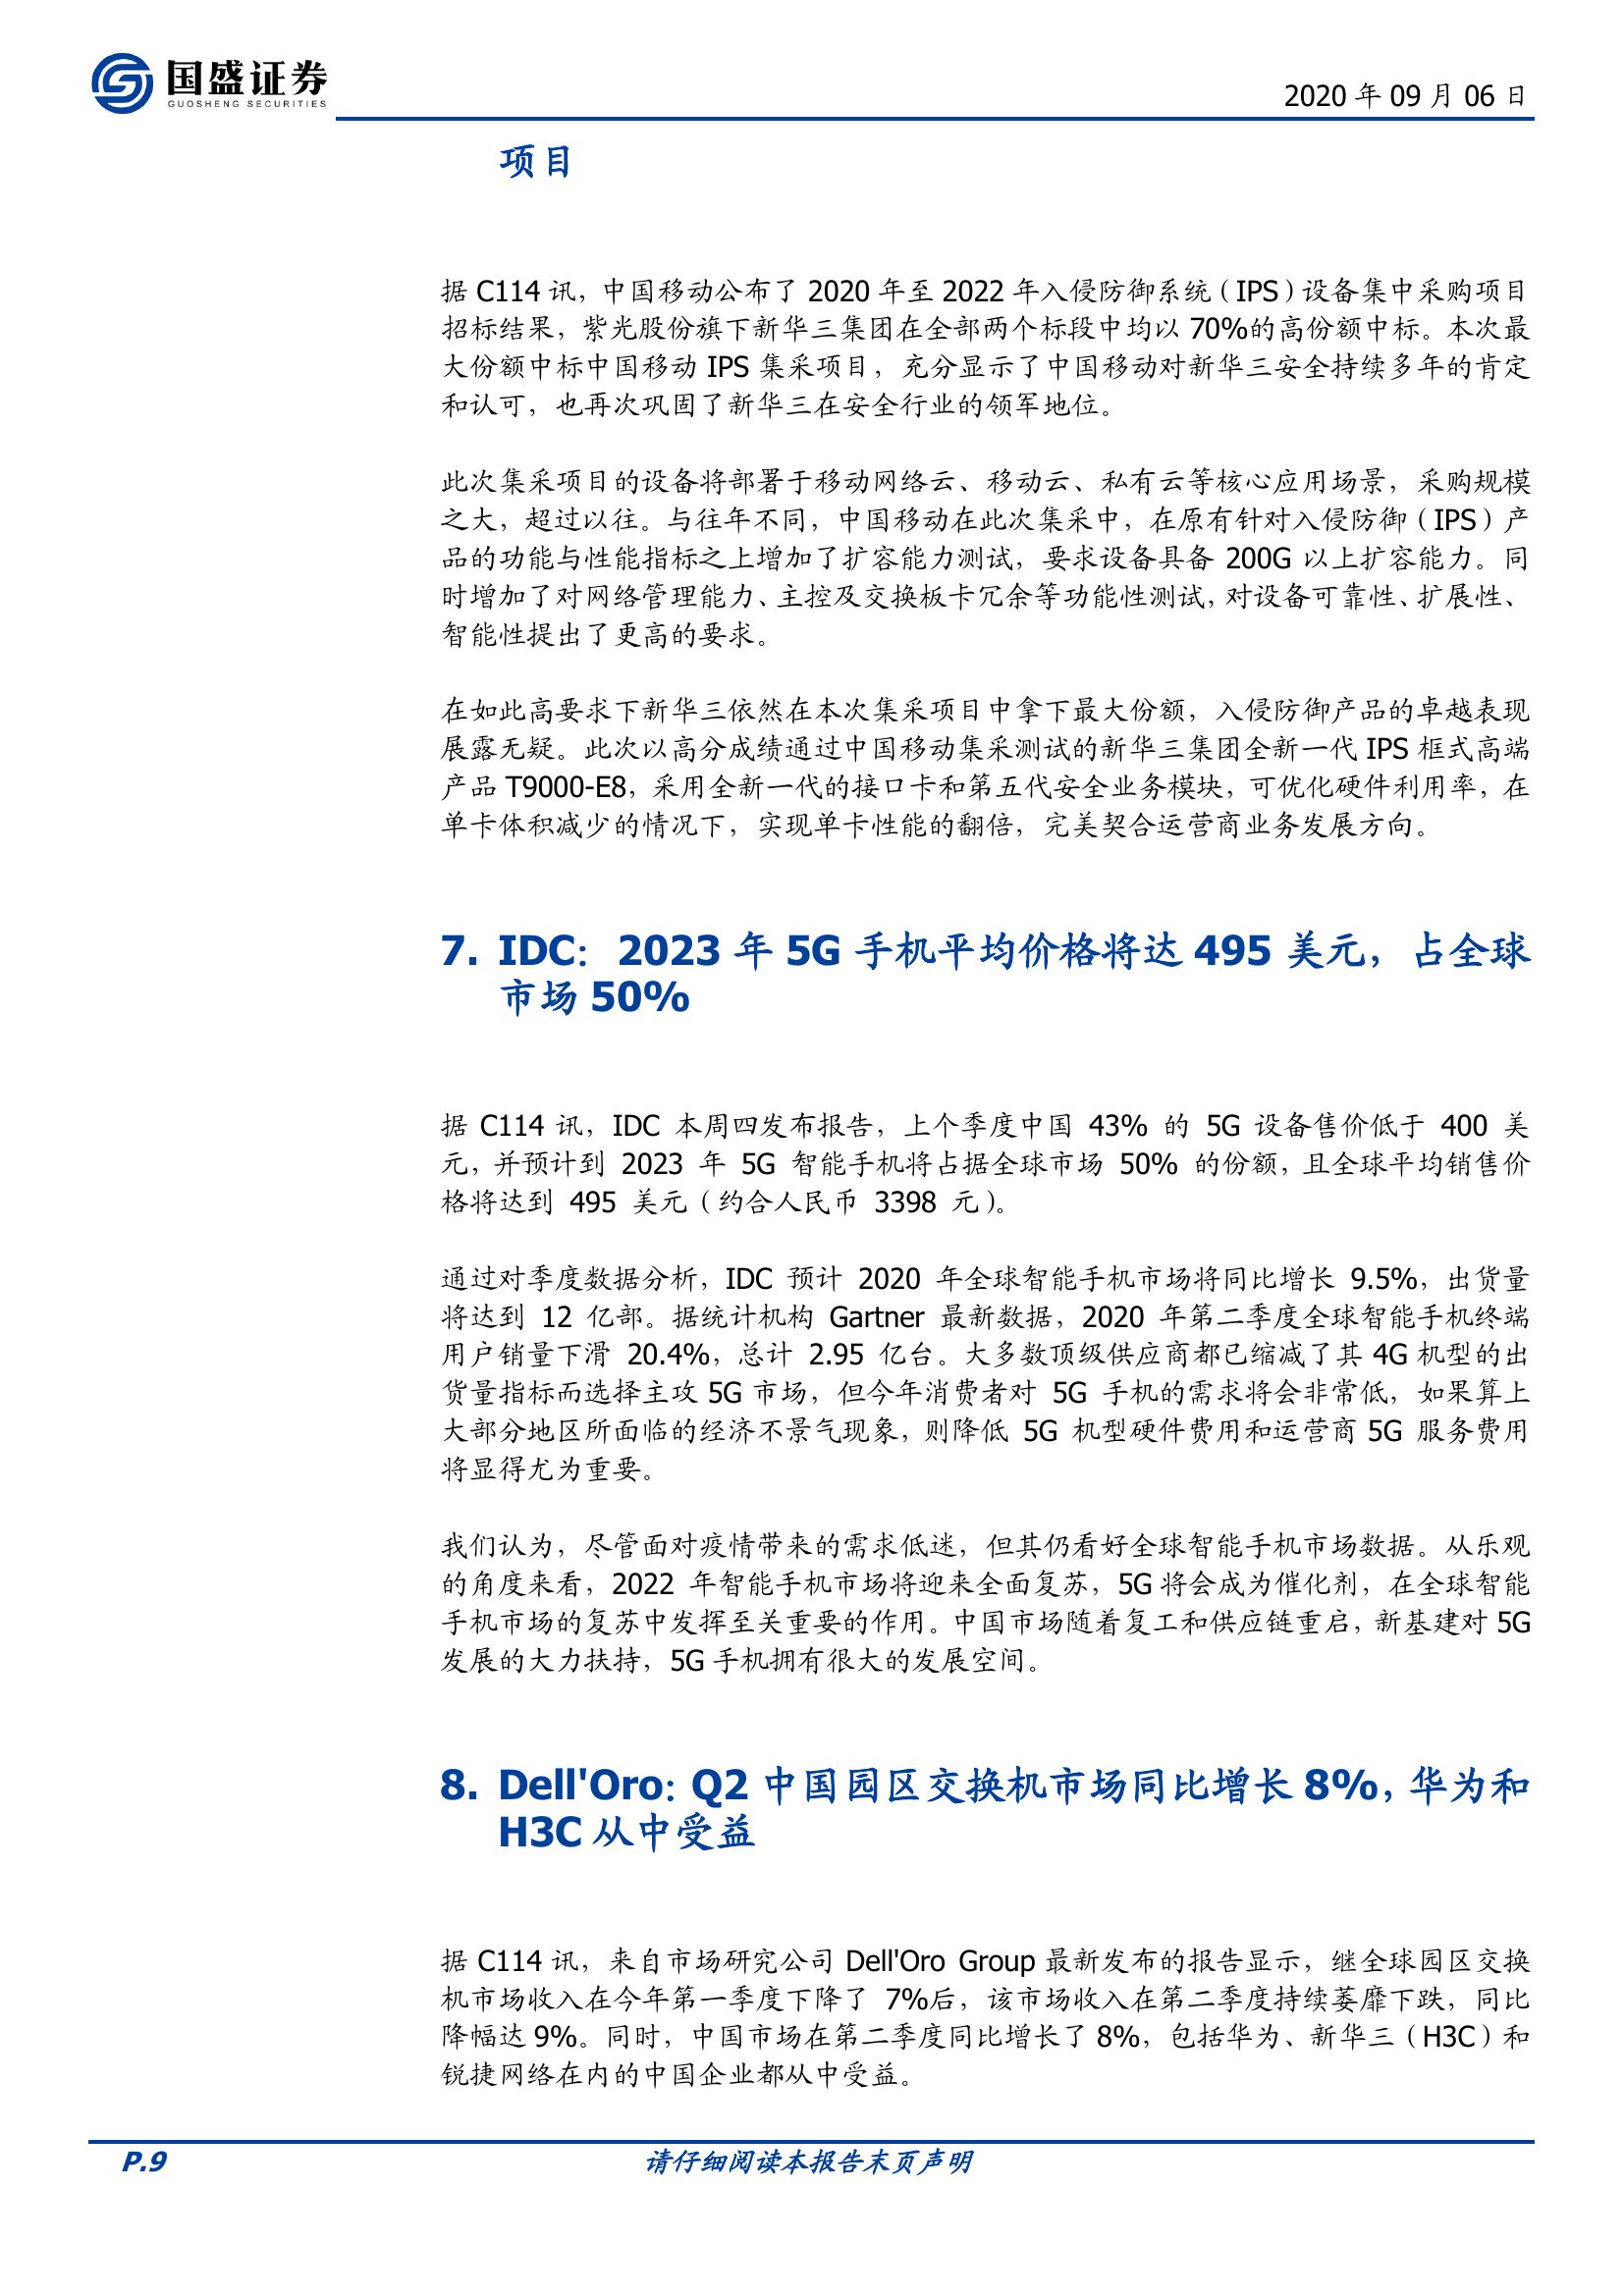 国盛证券
GUOSHENG SECURITIES
2020 年 09 月 06 日
项目
据 C114 讯，中国移动公布了 2020 年至 2022 年入侵防御系统（IPS）设备集中采购项目
招标结果，紫光股份旗下新华三集团在全部两个标段中均以 70%的高份额中标。本次最
大份额中标中国移动 IPS 集采项目，充分显示了中国移动对新华三安全持续多年的肯定
和认可，也再次巩固了新华三在安全行业的领军地位。
此次集采项目的设备将部署于移动网络云、移动云、私有云等核心应用场景，采购规模
之大，超过以往。与往年不同，中国移动在此次集采中，在原有针对入侵防御（IPS）产
品的功能与性能指标之上增加了扩容能力测试，要求设备具备 200G 以上扩容能力。同
时增加了对网络管理能力、主控及交换板卡冗余等功能性测试，对设备可靠性、扩展性、
智能性提出了更高的要求。
在如此高要求下新华三依然在本次集采项目中拿下最大份额，入侵防御产品的卓越表现
展露无疑。此次以高分成绩通过中国移动集采测试的新华三集团全新一代 IPS 框式高端
产品 T9000-E8，采用全新一代的接口卡和第五代安全业务模块，可优化硬件利用率，在
单卡体积减少的情况下，实现单卡性能的翻倍，完美契合运营商业务发展方向。
7. IDC： 2023 年 5G 手机平均价格将达 495 美元，占全球
市场 50%
据 C114 讯，IDC 本周四发布报告，上个季度中国 43% 的 5G 设备售价低于 400 美
元，并预计到 2023 年 5G 智能手机将占据全球市场 50% 的份额，且全球平均销售价
格将达到 495 美元（约合人民币 3398 元）。
通过对季度数据分析，IDC 预计 2020 年全球智能手机市场将同比增长 9.5%，出货量
将达到 12 亿部。据统计机构 Gartner 最新数据，2020 年第二季度全球智能手机终端
用户销量下滑 20.4%，总计 2.95 亿台。大多数顶级供应商都已缩减了其 4G 机型的出
货量指标而选择主攻 5G 市场，但今年消费者对 5G 手机的需求将会非常低，如果算上
大部分地区所面临的经济不景气现象，则降低 5G 机型硬件费用和运营商 5G 服务费用
将显得尤为重要。
我们认为，尽管面对疫情带来的需求低迷，但其仍看好全球智能手机市场数据。从乐观
的角度来看，2022 年智能手机市场将迎来全面复苏，5G 将会成为催化剂，在全球智能
手机市场的复苏中发挥至关重要的作用。中国市场随着复工和供应链重启，新基建对 5G
发展的大力扶持，5G 手机拥有很大的发展空间。
8. Dell'Oro：Q2 中国园区交换机市场同比增长 8%，华为和
H3C 从中受益
据 C114 讯，来自市场研究公司 Dell'Oro Group 最新发布的报告显示，继全球园区交换
机市场收入在今年第一季度下降了 7%后，该市场收入在第二季度持续萎靡下跌，同比
降幅达 9%。同时，中国市场在第二季度同比增长了 8%，包括华为、新华三（H3C）和
锐捷网络在内的中国企业都从中受益。
P.9
请仔细阅读本报告末页声明